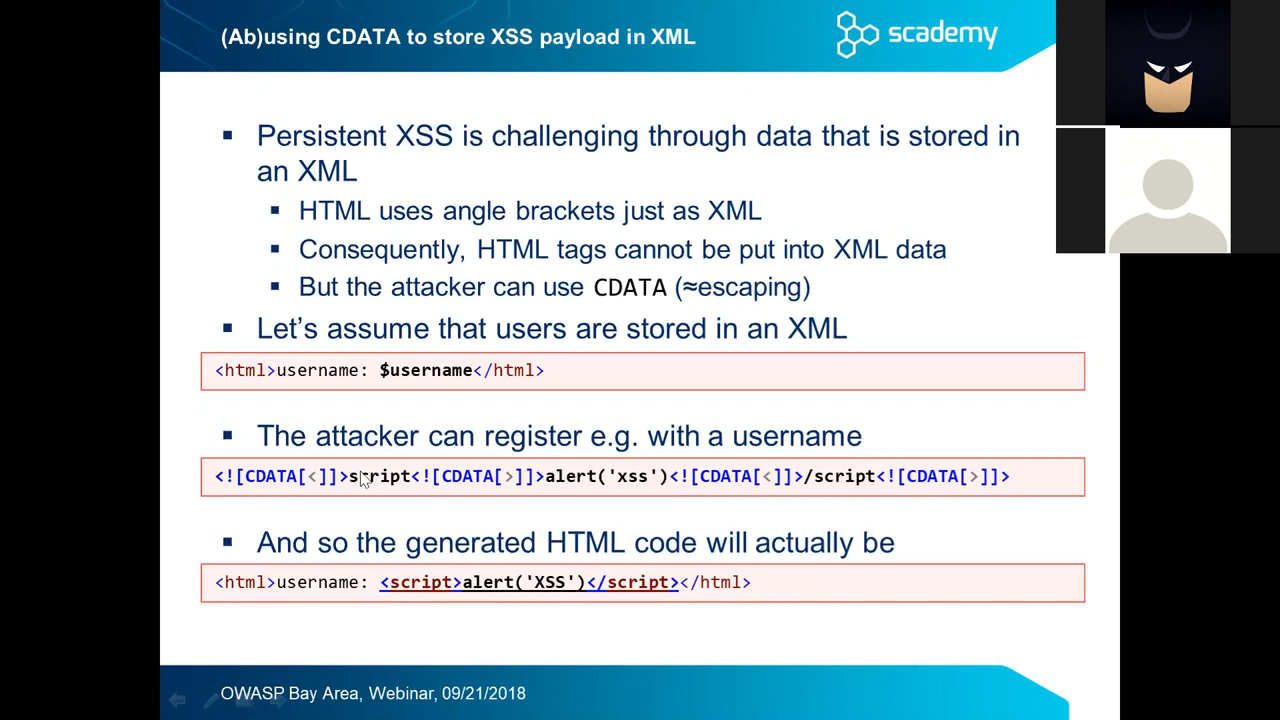 (Ab)using CDATA to store XSS payload in XML
scademy
▪ Persistent XSS is challenging through data that is stored in
an XML
▪ HTML uses angle brackets just as XML
▪ Consequently, HTML tags cannot be put into XML data
▪ But the attacker can use CDATA (≈escaping)
▪ Let’s assume that users are stored in an XML
<html>username: $username</html>
▪ The attacker can register e.g. with a username
<![CDATA[<]]>script<![CDATA[>]]>alert('xss')<![CDATA[<]]>/script<![CDATA[>]]>
▪ And so the generated HTML code will actually be
<html>username: <script>alert('XSS')</script></html>
OWASP Bay Area, Webinar, 09/21/2018